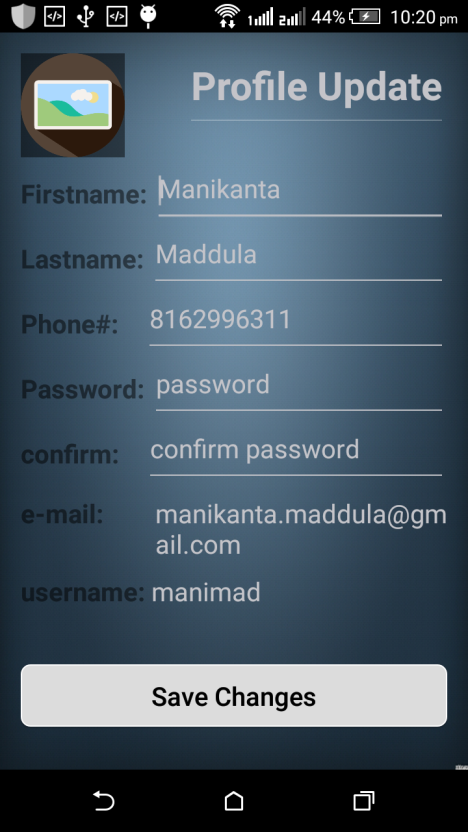 44% 10:20 pm
Profile Update
Firstname: Manikanta
Lastname: Maddula
Phone#: 8162996311
Password: password
confirm: confirm password
e-mail: manikanta.maddula@gm
ail.com
username: manimad
Save Changes